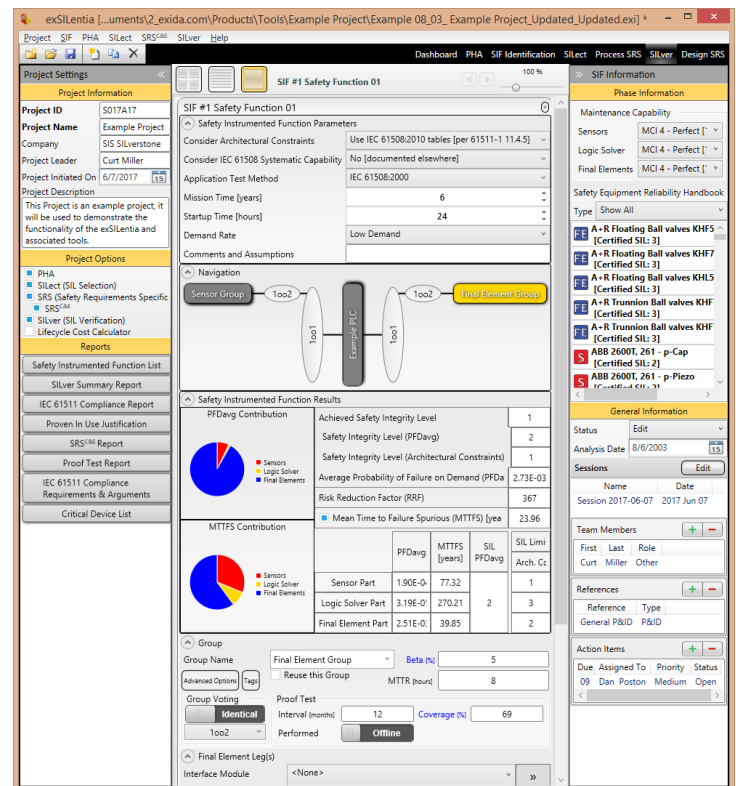 exSILentia [...uments\2_exida.com\Products\Tools\Example Project\Example 08_03_ Example Project_Updated_Updated.exi] *
Project SIF PHA SILect SRSC&E SILver Help
Dashboard PHA SIF Identification SILect Process SRS SILver Design SRS
Project Settings
Project Information
Project ID S017A17
Project Name Example Project
Company SIS SILverstone
Project Leader Curt Miller
Project Initiated On 6/7/2017 15
Project Description
This Project is an example project, it
will be used to demonstrate the
functionality of the exSILentia and
associated tools.
Project Options
PHA
SILect (SIL Selection)
SRS (Safety Requirements Specific
SRSC&E
SILver (SIL Verification)
Lifecycle Cost Calculator
Reports
Safety Instrumented Function List
SILver Summary Report
IEC 61511 Compliance Report
Proven In Use Justification
SRSC&E Report
Proof Test Report
IEC 61511 Compliance
Requirements & Arguments
Critical Device List
SIF #1 Safety Function 01
100 %
SIF #1 Safety Function 01
Safety Instrumented Function Parameters
Consider Architectural Constraints Use IEC 61508:2010 tables [per 61511-1 11.4.5]
Consider IEC 61508 Systematic Capability No [documented elsewhere]
Application Test Method IEC 61508:2000
Mission Time [years] 6
Startup Time [hours] 24
Demand Rate Low Demand
Comments and Assumptions
Navigation
Sensor Group 1oo2 1oo1 Example PLC 1oo1 1oo2 Final Element Group
Safety Instrumented Function Results
PFDavg Contribution
Sensors
Logic Solver
Final Elements
MTTFS Contribution
Sensors
Logic Solver
Final Elements
Achieved Safety Integrity Level 1
Safety Integrity Level (PFDavg) 2
Safety Integrity Level (Architectural Constraints) 1
Average Probability of Failure on Demand (PFDa 2.73E-03
Risk Reduction Factor (RRF) 367
Mean Time to Failure Spurious (MTTFS) [yea 23.96
PFDavg MTTFS [years] SIL PFDavg SIL Limi Arch. Cc
Sensor Part 1.90E-0 77.32 1
Logic Solver Part 3.19E-0 270.21 2 3
Final Element Part 2.51E-0 39.85 2
Group
Group Name Final Element Group Beta [%] 5
Advanced Options Tags Reuse this Group MTTR [hours] 8
Group Voting Proof Test
Identical Interval [months] 12 Coverage [%] 69
1oo2 Performed Offline
Final Element Leg(s)
Interface Module <None> »
SIF Information
Phase Information
Maintenance Capability
Sensors MCI 4 - Perfect [
Logic Solver MCI 4 - Perfect [
Final Elements MCI 4 - Perfect [
Safety Equipment Reliability Handbook
Type Show All
FE A+R Floating Ball valves KHF5
[Certified SIL: 3]
FE A+R Floating Ball valves KHF7
[Certified SIL: 3]
FE A+R Floating Ball valves KHL5
[Certified SIL: 3]
FE A+R Trunnion Ball valves KHF
[Certified SIL: 3]
FE A+R Trunnion Ball valves KHF
[Certified SIL: 3]
S ABB 2600T, 261 - p-Cap
[Certified SIL: 2]
S ABB 2600T, 261 - p-Piezo
[Certified SIL: 2]
General Information
Status Edit
Analysis Date 8/6/2003 15
Sessions Edit
Name Date
Session 2017-06-07 2017 Jun 07
Team Members + −
First Last Role
Curt Miller Other
References + −
Reference Type
General P&ID P&ID
Action Items + −
Due Assigned To Priority Status
09 Dan Poston Medium Open